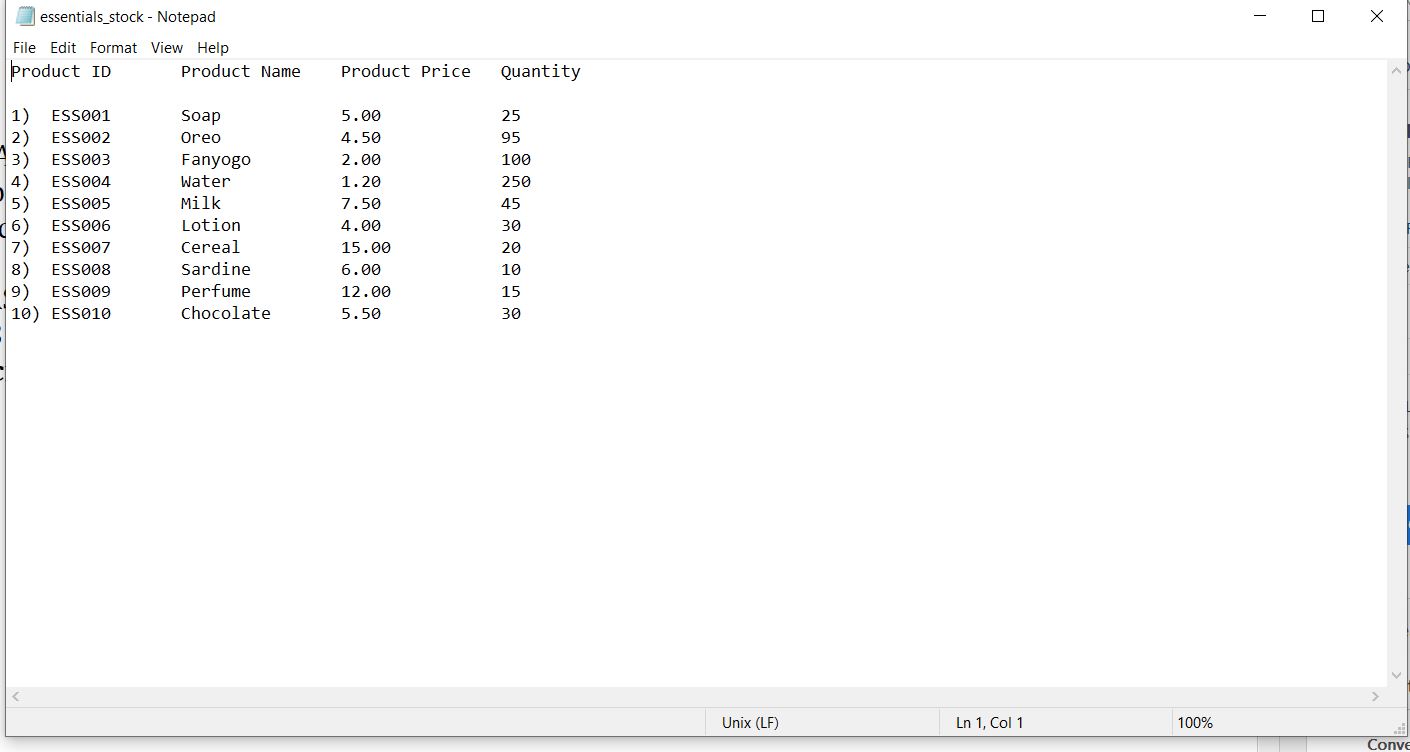 essentials_stock - Notepad
File Edit Format View Help
Product ID Product Name Product Price Quantity
1) ESS001 Soap 5.00 25
2) ESS002 Oreo 4.50 95
3) ESS003 Fanyogo 2.00 100
4) ESS004 Water 1.20 250
5) ESS005 Milk 7.50 45
6) ESS006 Lotion 4.00 30
7) ESS007 Cereal 15.00 20
8) ESS008 Sardine 6.00 10
9) ESS009 Perfume 12.00 15
10) ESS010 Chocolate 5.50 30
Unix (LF) Ln 1, Col 1 100%